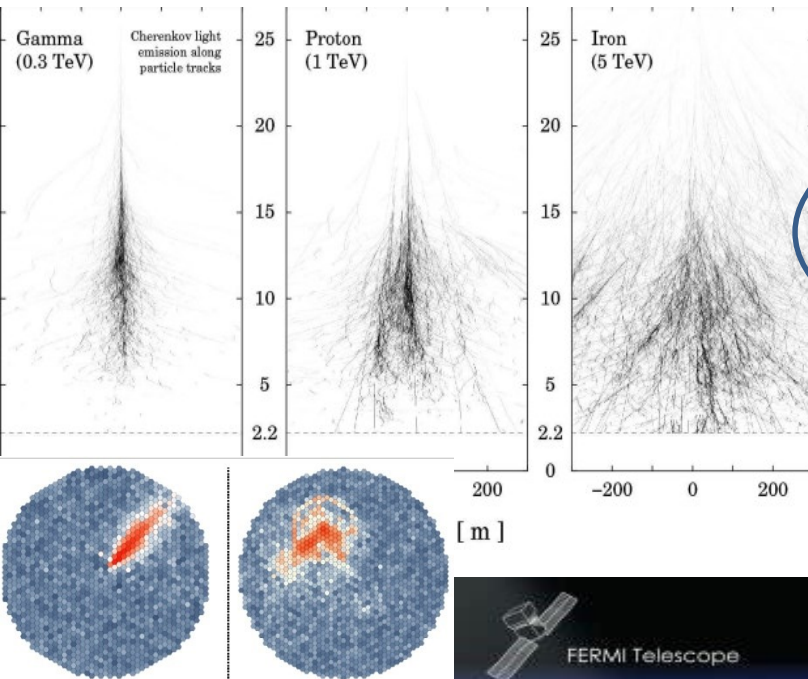 Gamma
(0.3 TeV)
Cherenkov light
emission along
particle tracks
25
20
15
10
5
2.2
Proton
(1 TeV)
25
20
15
10
5
2.2
0
Iron
(5 TeV)
200
-200
0
200
[ m ]
FERMI Telescope